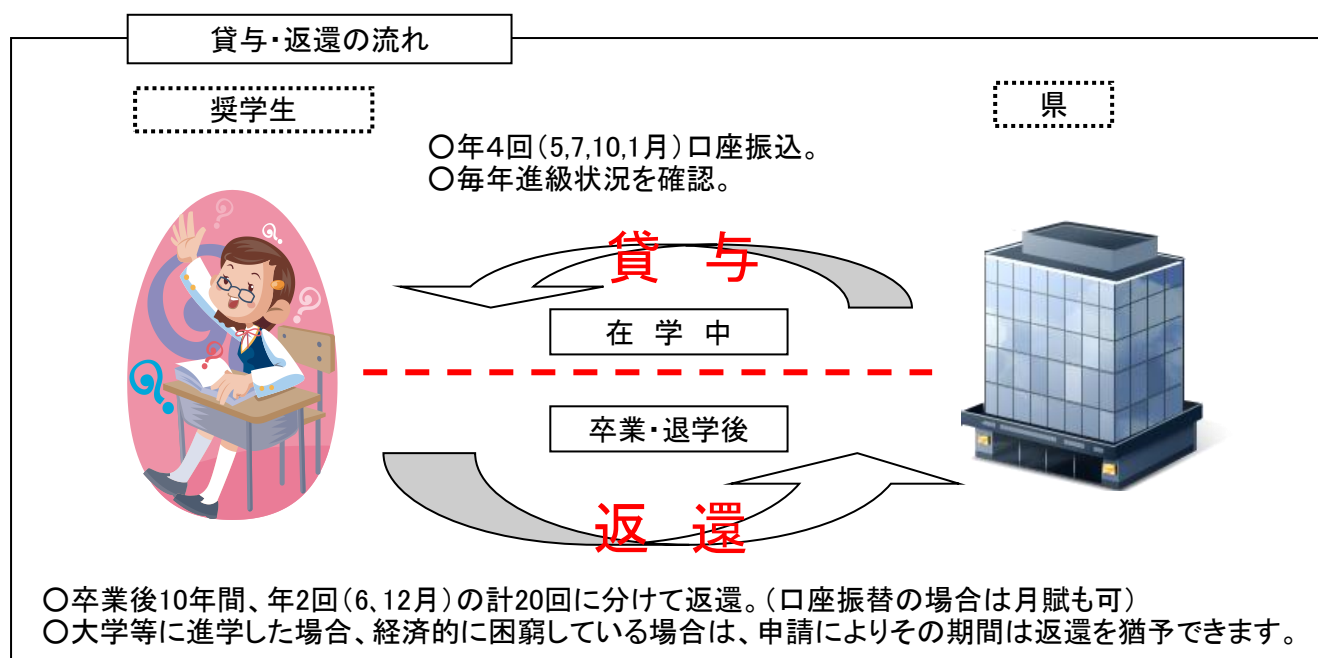 貸与・返還の流れ
奨学生
県
○年4回(5,7,10,1月)口座振込。
○毎年進級状況を確認。
貸 与
在 学 中
卒業・退学後
返 還
○卒業後10年間、年2回(6、12月)の計20回に分けて返還。(口座振替の場合は月賦も可)
○大学等に進学した場合、経済的に困窮している場合は、申請によりその期間は返還を猶予できます。